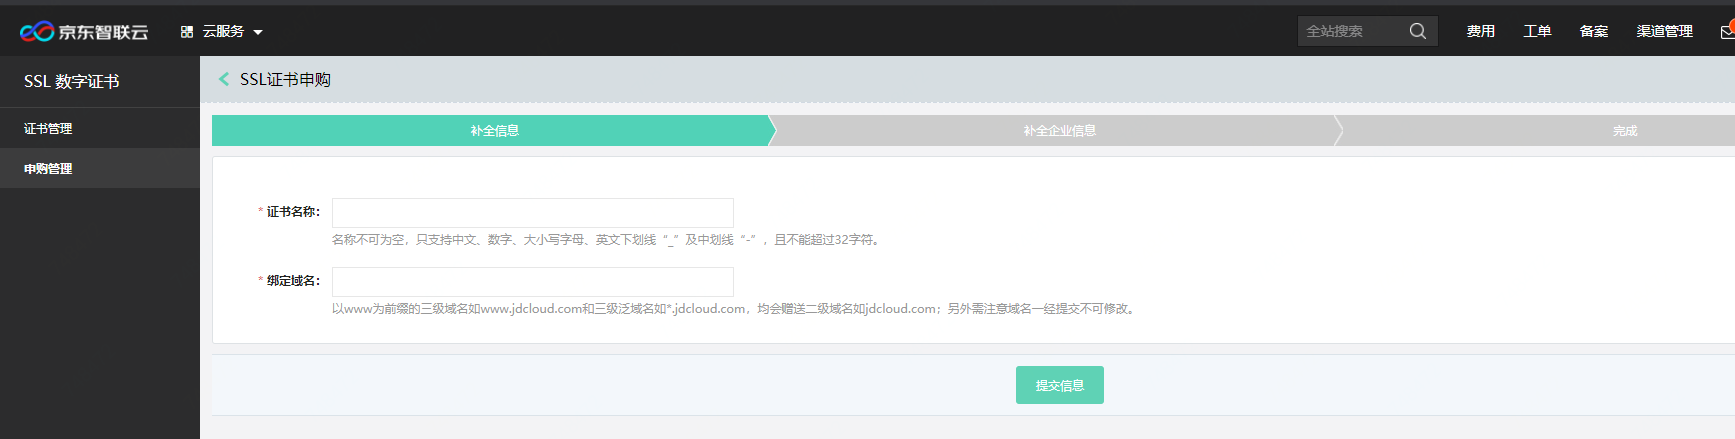 京东智联云 云服务 全站搜索 费用 工单 备案 渠道管理
SSL 数字证书
SSL证书申购
证书管理
申购管理
补全信息 补全企业信息 完成
* 证书名称:
名称不可为空，只支持中文、数字、大小写字母、英文下划线“_”及中划线“-”，且不能超过32字符。
* 绑定域名:
以www为前缀的三级域名如www.jdcloud.com和三级泛域名如*.jdcloud.com，均会赠送二级域名如jdcloud.com；另外需注意域名一经提交不可修改。
提交信息